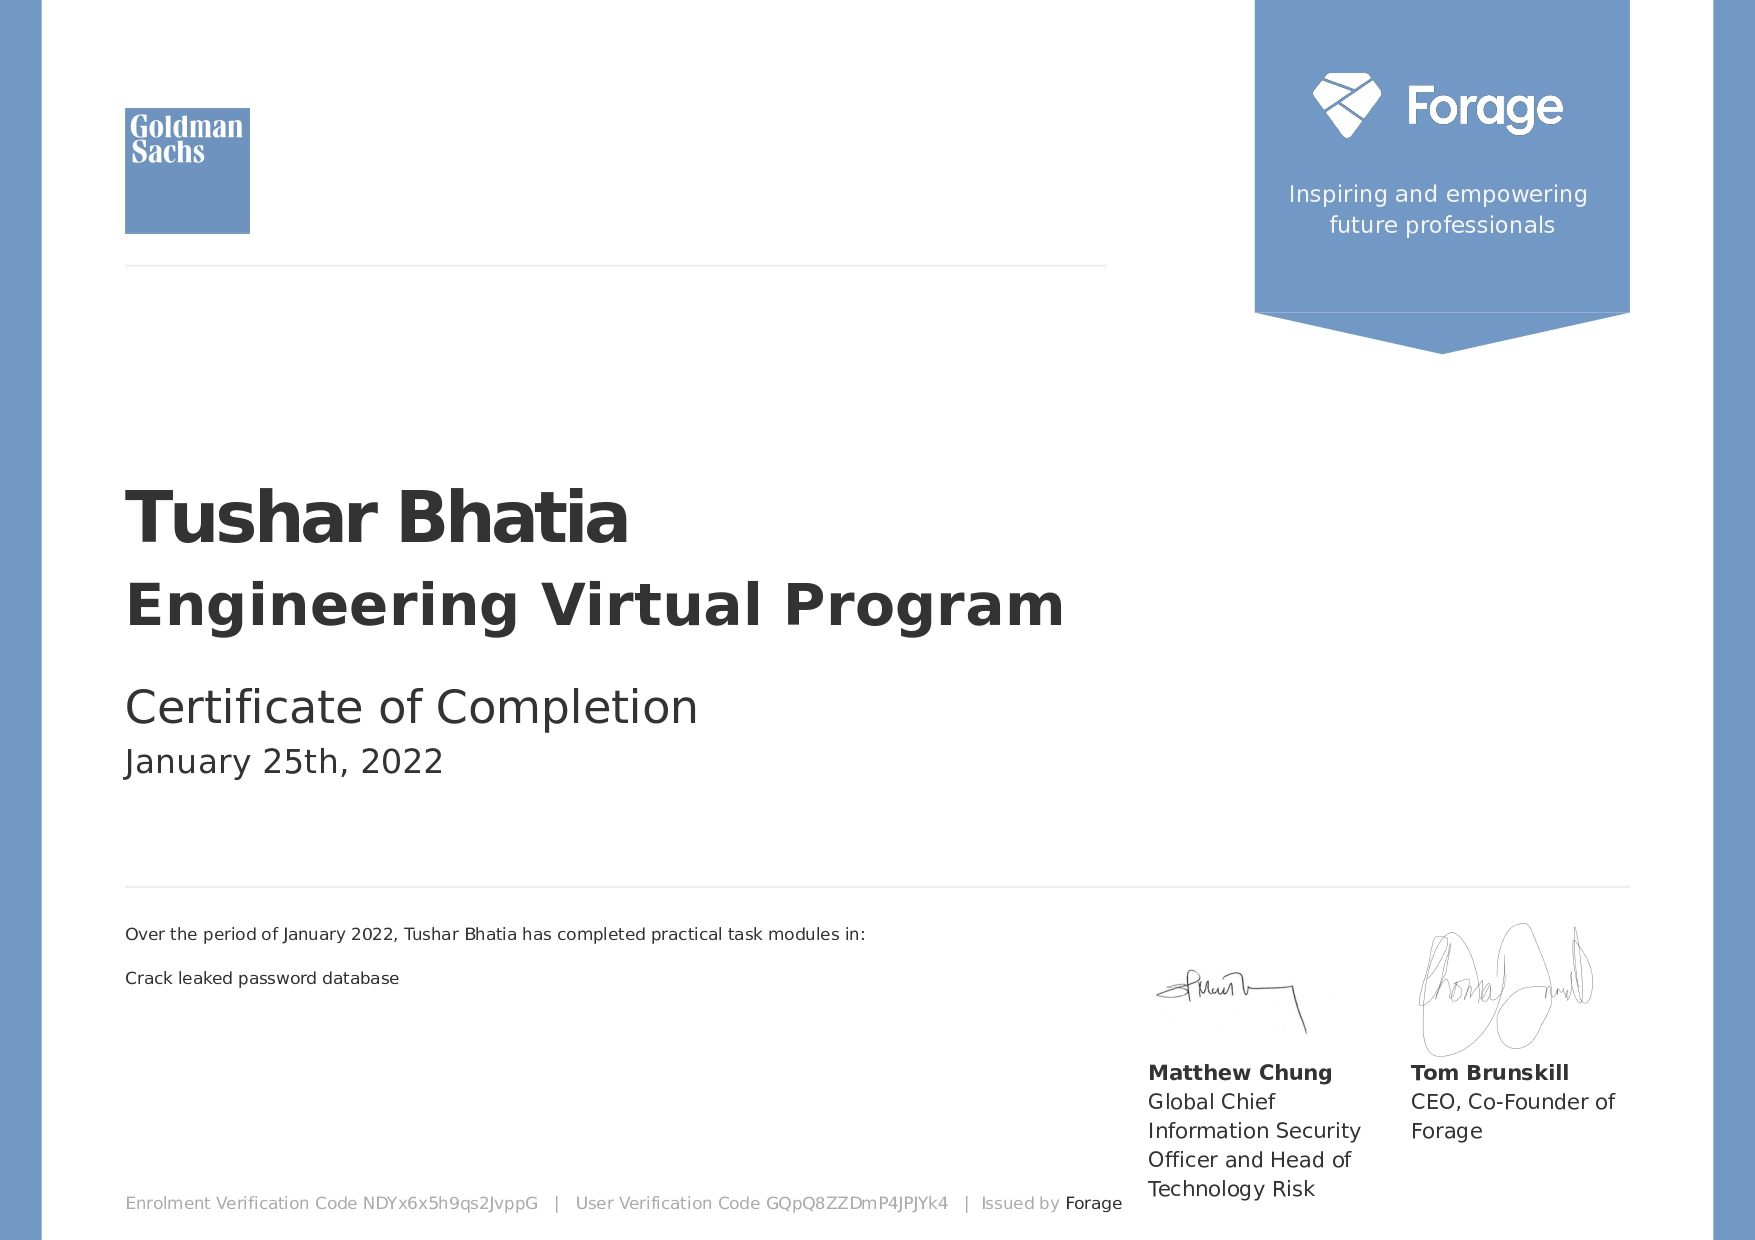 Goldman
Sachs
Forage
Inspiring and empowering
future professionals
Tushar Bhatia
Engineering Virtual Program
Certificate of Completion
January 25th, 2022
Over the period of January 2022, Tushar Bhatia has completed practical task modules in:
Crack leaked password database
Matthew Chung
Global Chief
Information Security
Officer and Head of
Technology Risk
Tom Brunskill
CEO, Co-Founder of
Forage
Enrolment Verification Code NDYx6x5h9qs2JvppG | User Verification Code GQpQ8ZZDmP4JPJYk4 | Issued by Forage